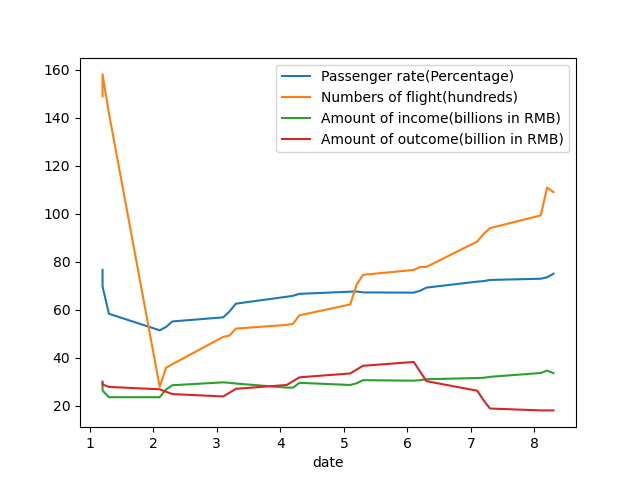 160
140
120
100
80
60
40
20
1 2 3 4 5 6 7 8
date
Passenger rate(Percentage)
Numbers of flight(hundreds)
Amount of income(billions in RMB)
Amount of outcome(billion in RMB)